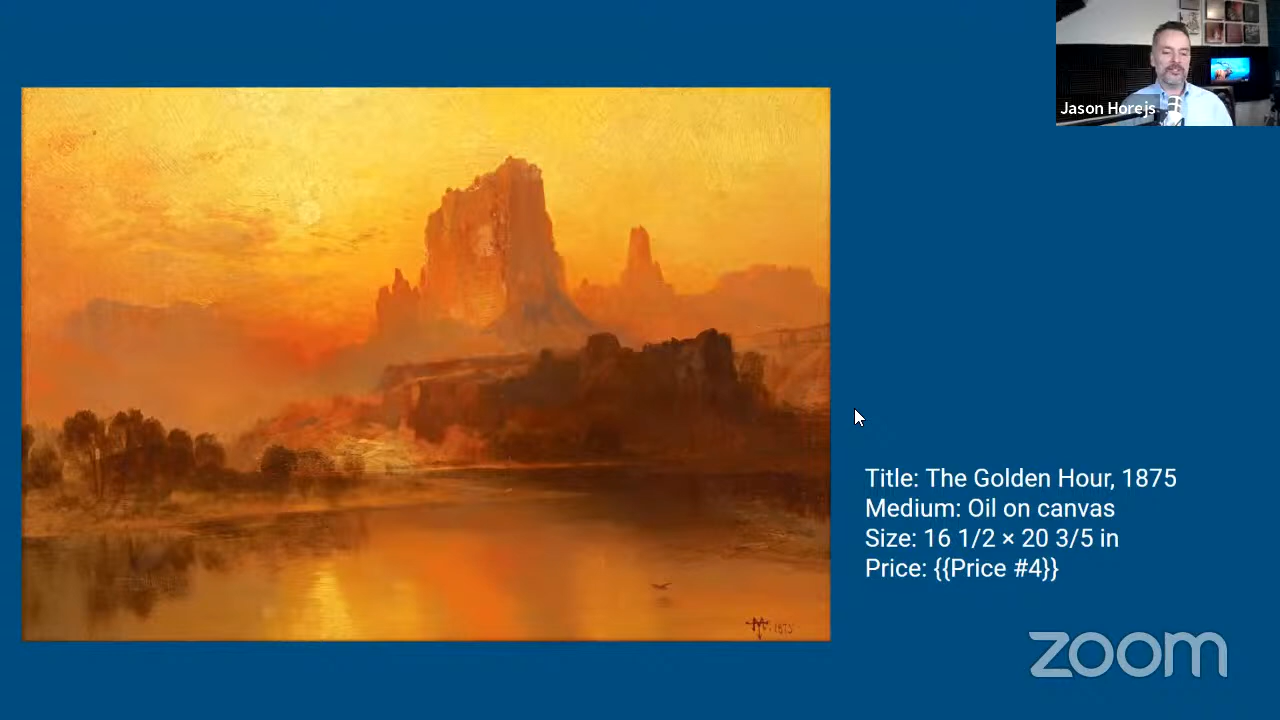 Jason Horejs
Title: The Golden Hour, 1875
Medium: Oil on canvas
Size: 16 1/2 × 20 3/5 in
Price: {{Price #4}}
zoom